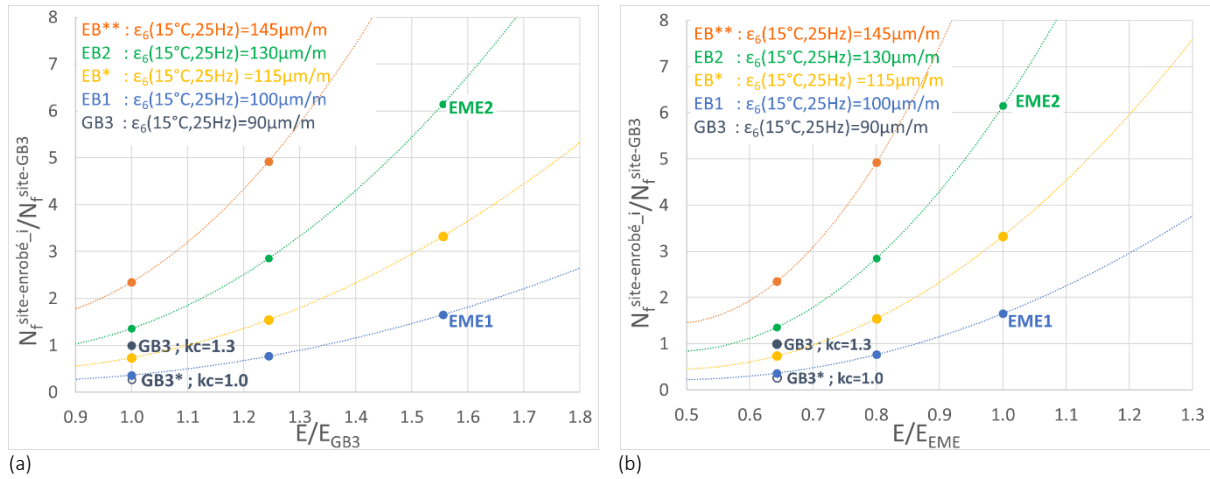 8
7
6
5
4
3
2
1
0
N_f^site-enrobé_i/N_f^site-GB3
EB** : ε₆(15°C,25Hz)=145µm/m
EB2 : ε₆(15°C,25Hz)=130µm/m
EB* : ε₆(15°C,25Hz) =115µm/m
EB1 : ε₆(15°C,25Hz)=100µm/m
GB3 : ε₆(15°C,25Hz)=90µm/m
EME2
EME1
GB3 ; kc=1.3
GB3* ; kc=1.0
0.9 1.0 1.1 1.2 1.3 1.4 1.5 1.6 1.7 1.8
E/E_GB3
(a)
8
7
6
5
4
3
2
1
0
N_f^site-enrobé_i/N_f^site-GB3
EB** : ε₆(15°C,25Hz)=145µm/m
EB2 : ε₆(15°C,25Hz)=130µm/m
EB* : ε₆(15°C,25Hz) =115µm/m
EB1 : ε₆(15°C,25Hz)=100µm/m
GB3 : ε₆(15°C,25Hz)=90µm/m
EME2
EME1
GB3 ; kc=1.3
GB3* ; kc=1.0
0.5 0.6 0.7 0.8 0.9 1.0 1.1 1.2 1.3
E/E_EME
(b)